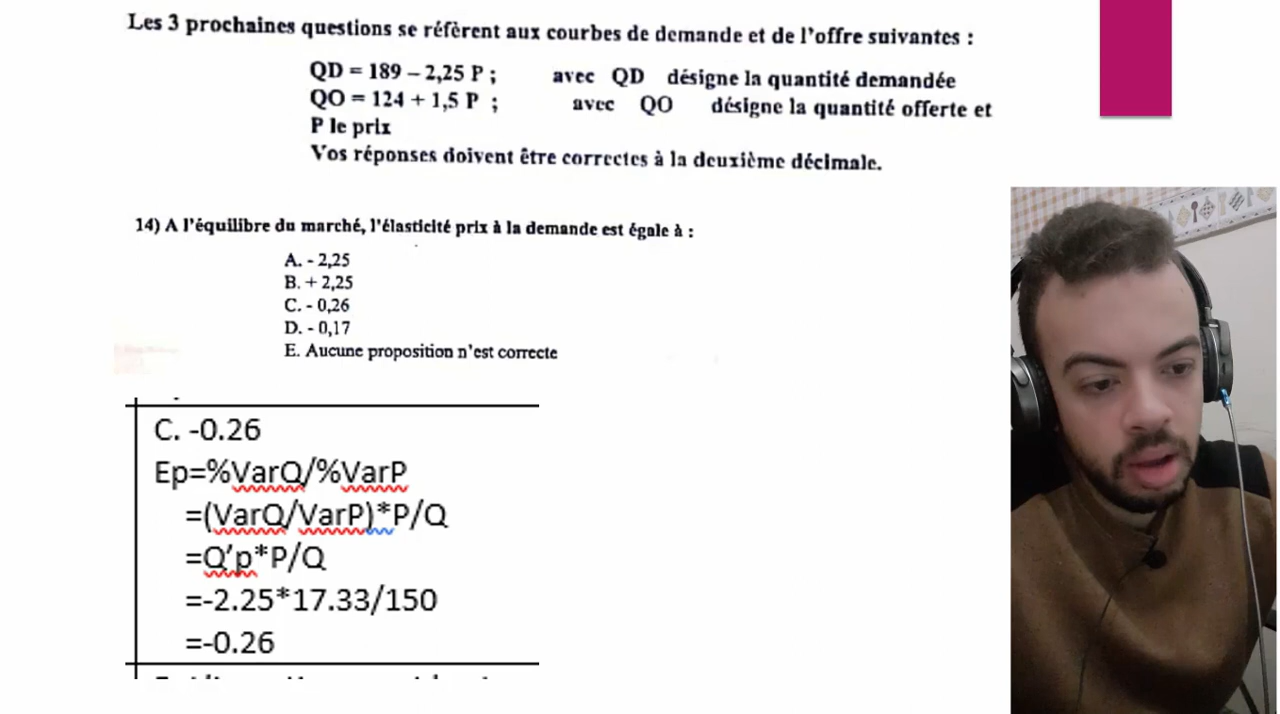 Les 3 prochaines questions se réfèrent aux courbes de demande et de l'offre suivantes :
QD = 189 – 2,25 P ; avec QD désigne la quantité demandée
QO = 124 + 1,5 P ; avec QO désigne la quantité offerte et
P le prix
Vos réponses doivent être correctes à la deuxième décimale.
14) A l'équilibre du marché, l'élasticité prix à la demande est égale à :
A. - 2,25
B. + 2,25
C. - 0,26
D. - 0,17
E. Aucune proposition n'est correcte
C. -0.26
Ep=%VarQ/%VarP
=(VarQ/VarP)*P/Q
=Q'p*P/Q
=-2.25*17.33/150
=-0.26